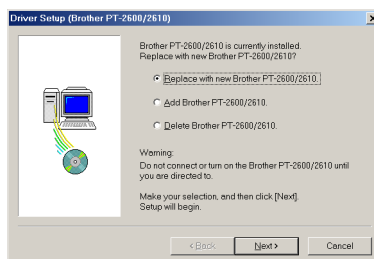 Driver Setup (Brother PT-2600/2610)
Brother PT-2600/2610 is currently installed.
Replace with new Brother PT-2600/2610?
Replace with new Brother PT-2600/2610.
Add Brother PT-2600/2610.
Delete Brother PT-2600/2610.
Warning:
Do not connect or turn on the Brother PT-2600/2610 until
you are directed to.
Make your selection, and then click [Next].
Setup will begin.
< Back Next > Cancel